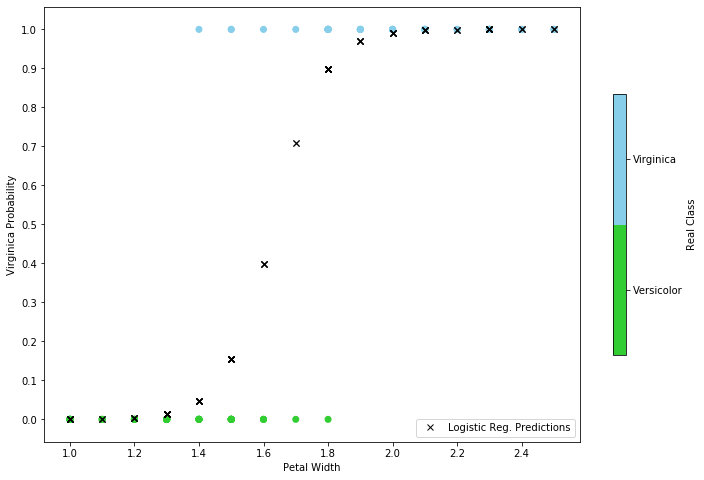 1.0
0.9
0.8
0.7
0.6
0.5
0.4
0.3
0.2
0.1
0.0
Virginica Probability
1.0 1.2 1.4 1.6 1.8 2.0 2.2 2.4
Petal Width
Logistic Reg. Predictions
Virginica
Versicolor
Real Class